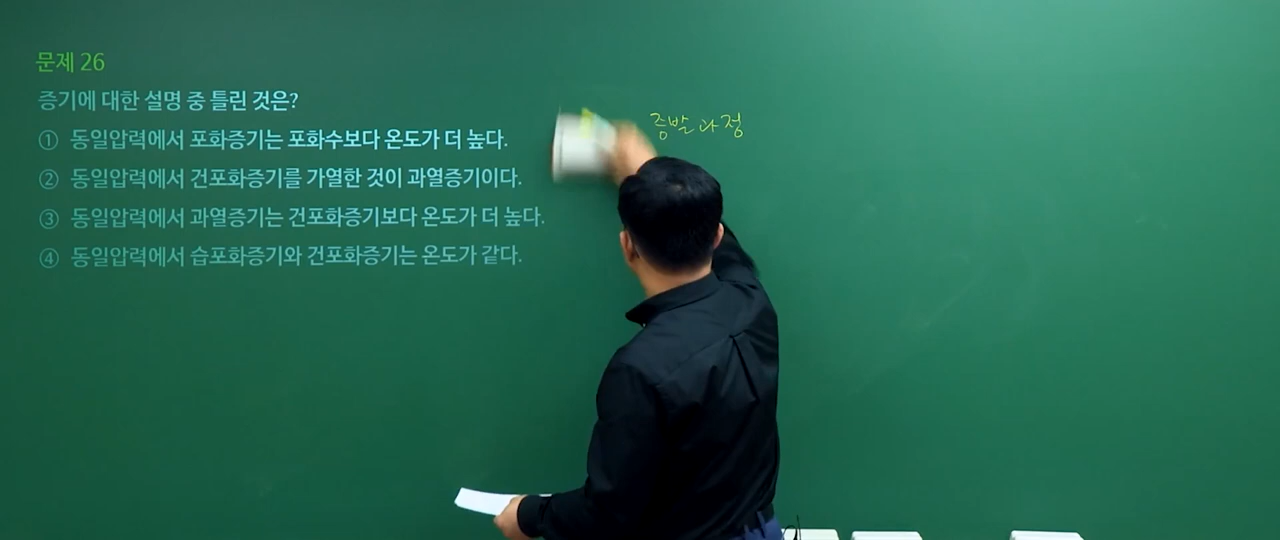 문제 26
증기에 대한 설명 중 틀린 것은?
① 동일압력에서 포화증기는 포화수보다 온도가 더 높다.
② 동일압력에서 건포화증기를 가열한 것이 과열증기이다.
③ 동일압력에서 과열증기는 건포화증기보다 온도가 더 높다.
④ 동일압력에서 습포화증기와 건포화증기는 온도가 같다.
증발과정